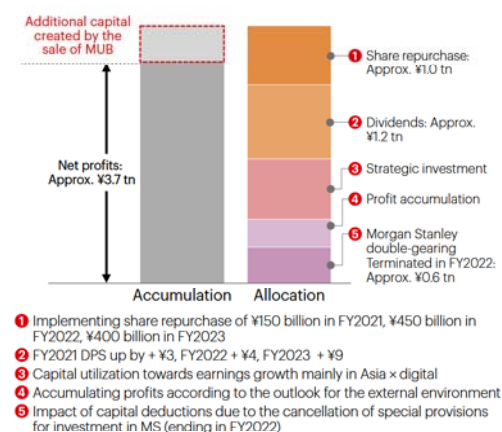 Additional capital
created by the
sale of MUB
Net profits:
Approx. ¥3.7 tn
1 Share repurchase:
Approx. ¥1.0 tn
2 Dividends: Approx.
¥1.2 tn
3 Strategic investment
4 Profit accumulation
5 Morgan Stanley
double-gearing
Terminated in FY2022:
Approx. ¥0.6 tn
Accumulation
Allocation
1 Implementing share repurchase of ¥150 billion in FY2021, ¥450 billion in
FY2022, ¥400 billion in FY2023
2 FY2021 DPS up by + ¥3, FY2022 + ¥4, FY2023 + ¥9
3 Capital utilization towards earnings growth mainly in Asia × digital
4 Accumulating profits according to the outlook for the external environment
5 Impact of capital deductions due to the cancellation of special provisions
for investment in MS (ending in FY2022)